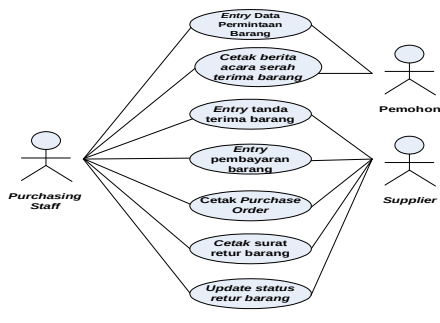 Entry Data
Permintaan
Barang
Cetak berita
acara serah
terima barang
Pemohon
Entry tanda
terima barang
Entry
pembayaran
barang
Purchasing
Staff
Supplier
Cetak Purchase
Order
Cetak surat
retur barang
Update status
retur barang